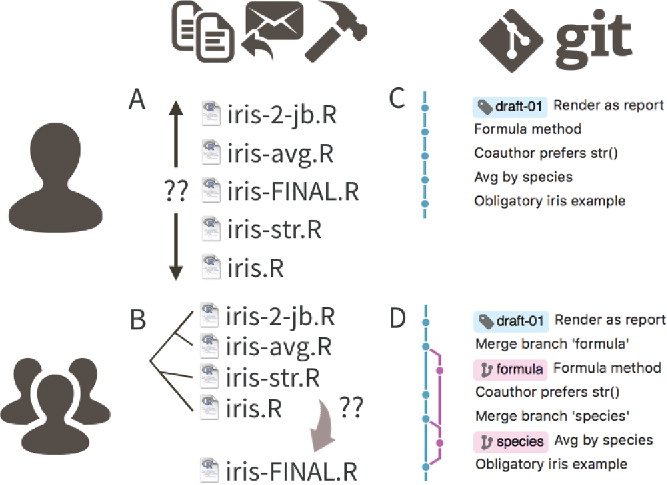 git
A
iris-2-jb.R
iris-avg.R
??
iris-FINAL.R
iris-str.R
iris.R
C
draft-01 Render as report
Formula method
Coauthor prefers str()
Avg by species
Obligatory iris example
B
iris-2-jb.R
iris-avg.R
iris-str.R
iris.R
??
iris-FINAL.R
D
draft-01 Render as report
Merge branch 'formula'
formula Formula method
Coauthor prefers str()
Merge branch 'species'
species Avg by species
Obligatory iris example